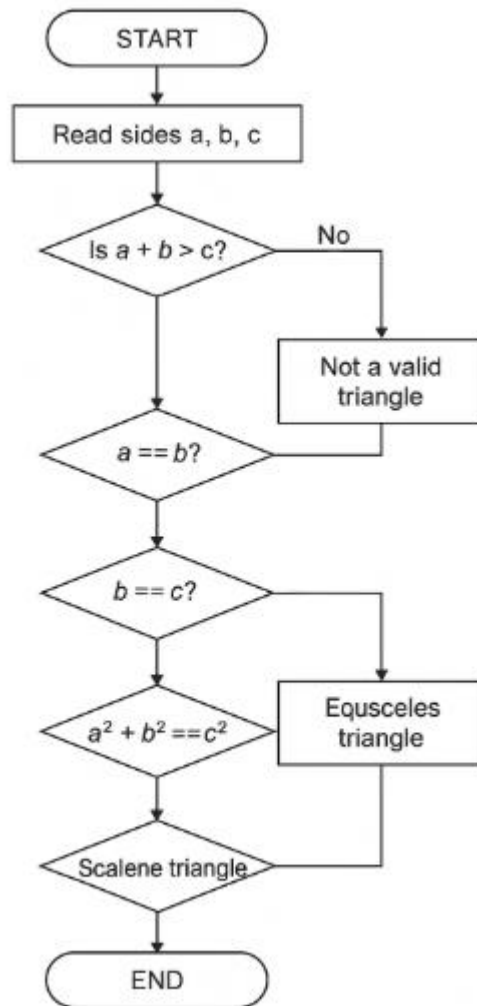 START
Read sides a, b, c
Is a + b > c?
No
Not a valid
triangle
a == b?
b == c?
Equsceles
triangle
a² + b² == c²
Scalene triangle
END